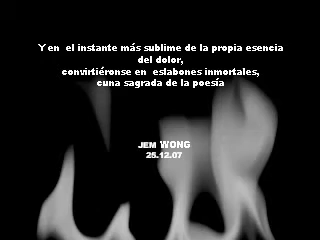 Y en el instante más sublime de la propia esencia
del dolor,
convirtiéronse en eslabones inmortales,
cuna sagrada de la poesía
JEM WONG
25.12.07